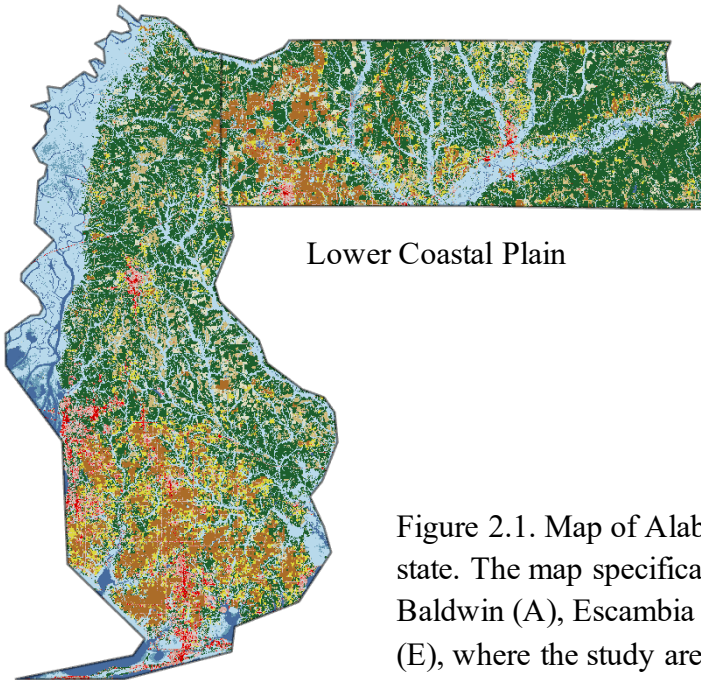 Lower Coastal Plain
Figure 2.1. Map of Alab
state. The map specifica
Baldwin (A), Escambia
(E), where the study are